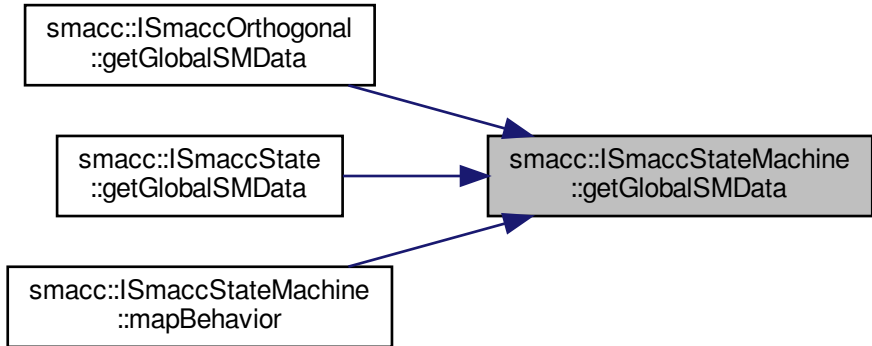 smacc::ISmaccOrthogonal
::getGlobalSMData
smacc::ISmaccState
::getGlobalSMData
smacc::ISmaccStateMachine
::mapBehavior
smacc::ISmaccStateMachine
::getGlobalSMData